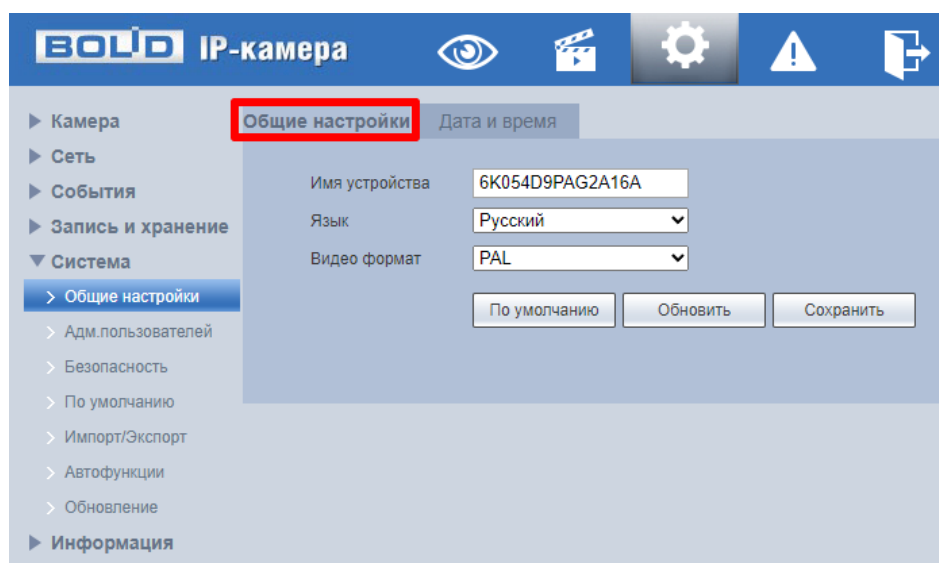 BOLID IP-камера
Камера
Сеть
События
Запись и хранение
Система
Общие настройки
Адм.пользователей
Безопасность
По умолчанию
Импорт/Экспорт
Автофункции
Обновление
Информация
Общие настройки Дата и время
Имя устройства 6K054D9PAG2A16A
Язык Русский
Видео формат PAL
По умолчанию Обновить Сохранить